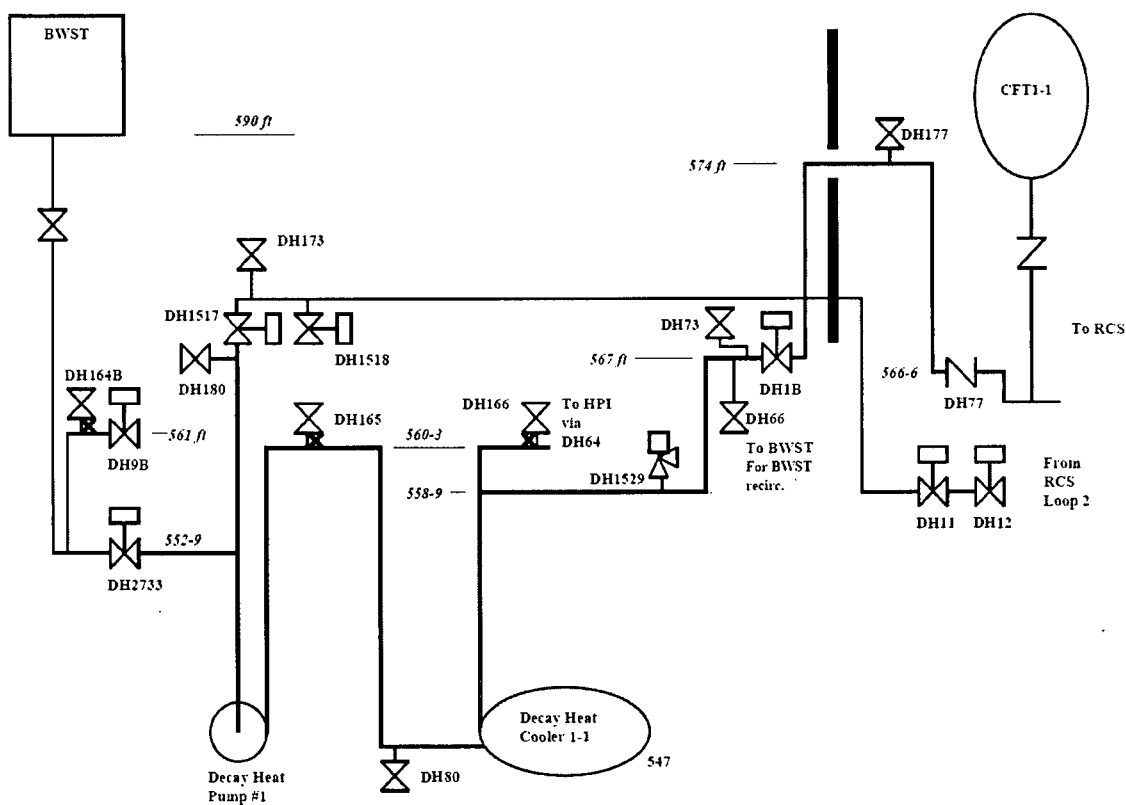 BWST
CFT1-1
590 ft
DH177
574 ft
DH173
DH1517
DH1518
DH73
To RCS
567 ft
DH180
DH1B
566-6
DH77
DH164B
DH165
DH166
To HPI
via
DH64
DH66
561 ft
DH9B
560-3
To BWST
For BWST
recirc.
DH1529
From
RCS
Loop 2
558-9
DH11
DH12
552-9
DH2733
Decay Heat
Cooler 1-1
547
Decay Heat
Pump #1
DH80